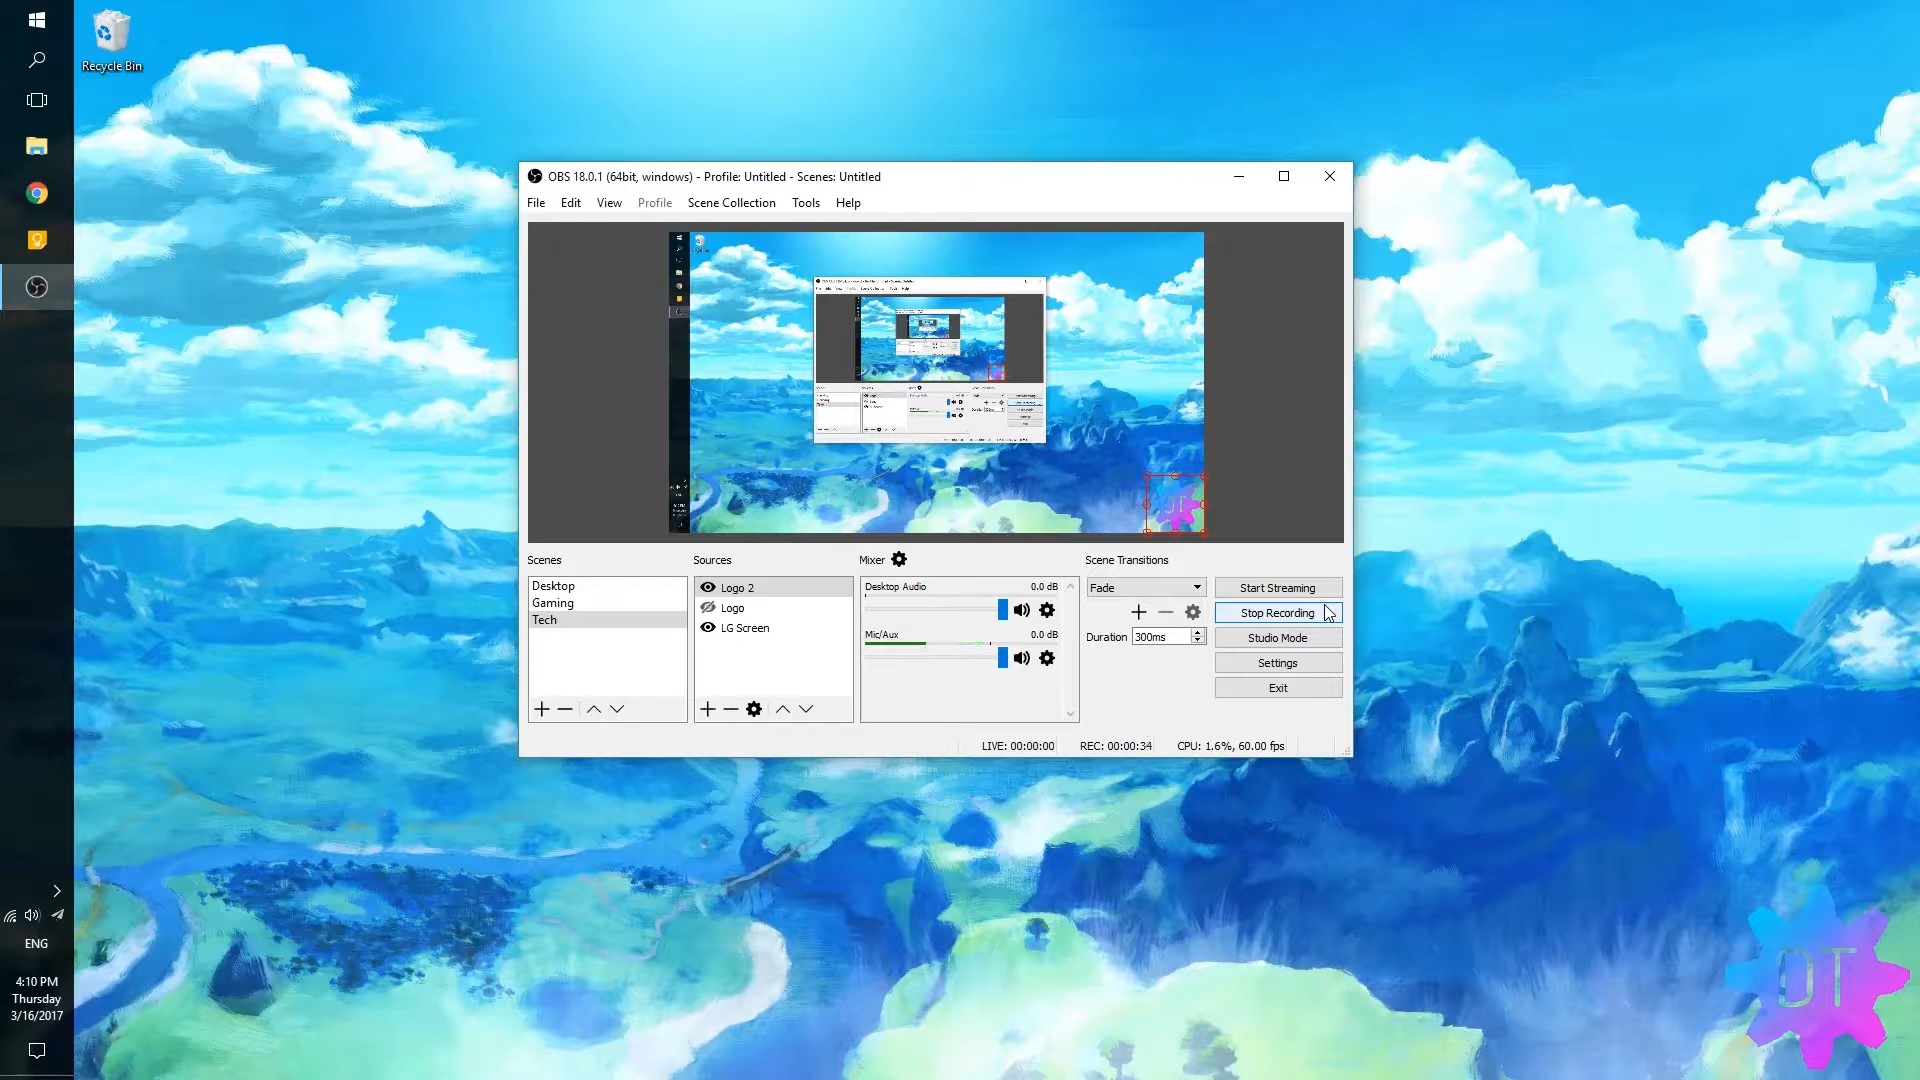 Recycle Bin
OBS 18.0.1 (64bit, windows) - Profile: Untitled - Scenes: Untitled
File Edit View Profile Scene Collection Tools Help
Scenes
Desktop
Gaming
Tech
Sources
Logo 2
Logo
LG Screen
Mixer
Desktop Audio 0.0 dB
Mic/Aux 0.0 dB
Scene Transitions
Fade
Duration 300ms
Start Streaming
Stop Recording
Studio Mode
Settings
Exit
LIVE: 00:00:00 REC: 00:00:34 CPU: 1.6%, 60.00 fps
ENG
4:10 PM
Thursday
3/16/2017
DT